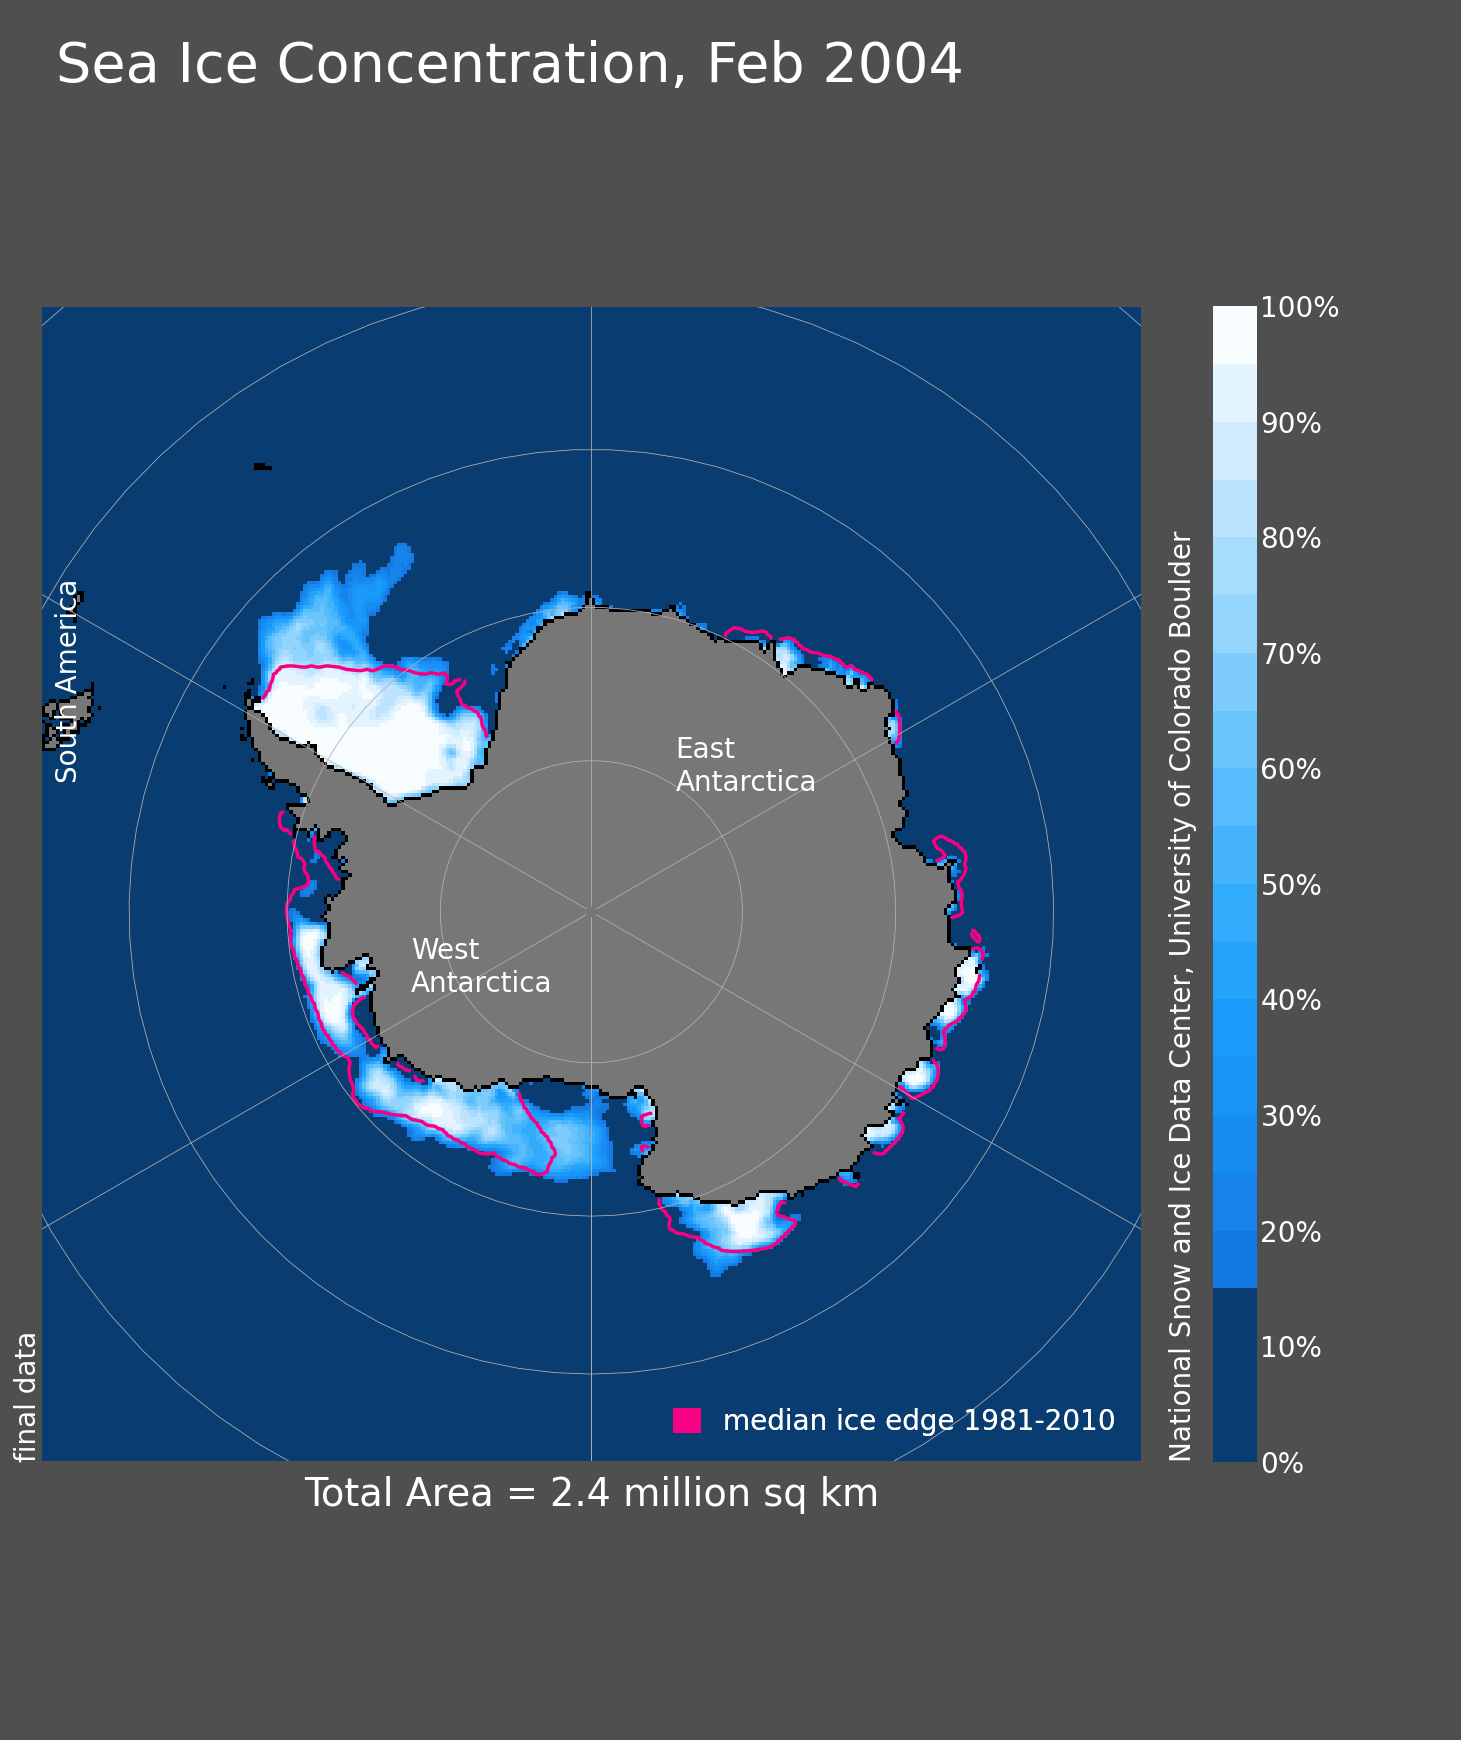 Sea Ice Concentration, Feb 2004
South America
East
Antarctica
West
Antarctica
final data
median ice edge 1981-2010
Total Area = 2.4 million sq km
National Snow and Ice Data Center, University of Colorado Boulder
100%
90%
80%
70%
60%
50%
40%
30%
20%
10%
0%